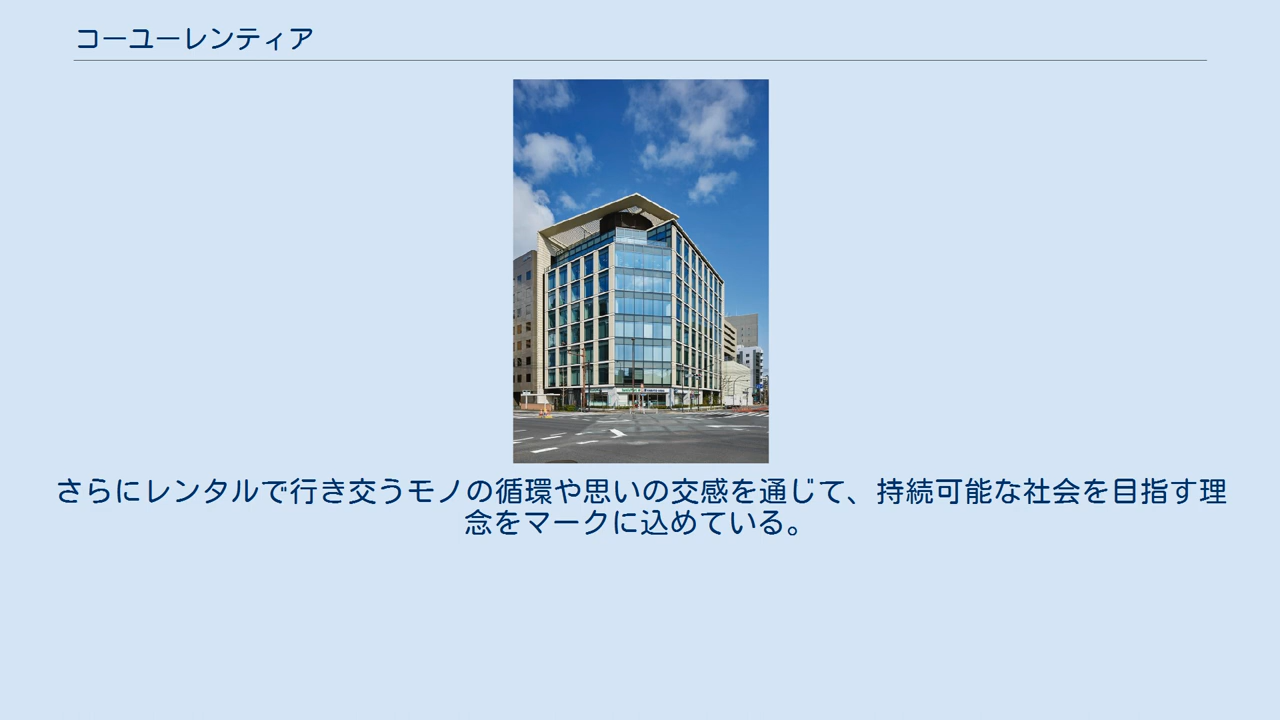 コーユーレンティア
さらにレンタルで行き交うモノの循環や思いの交感を通じて、持続可能な社会を目指す理
念をマークに込めている。